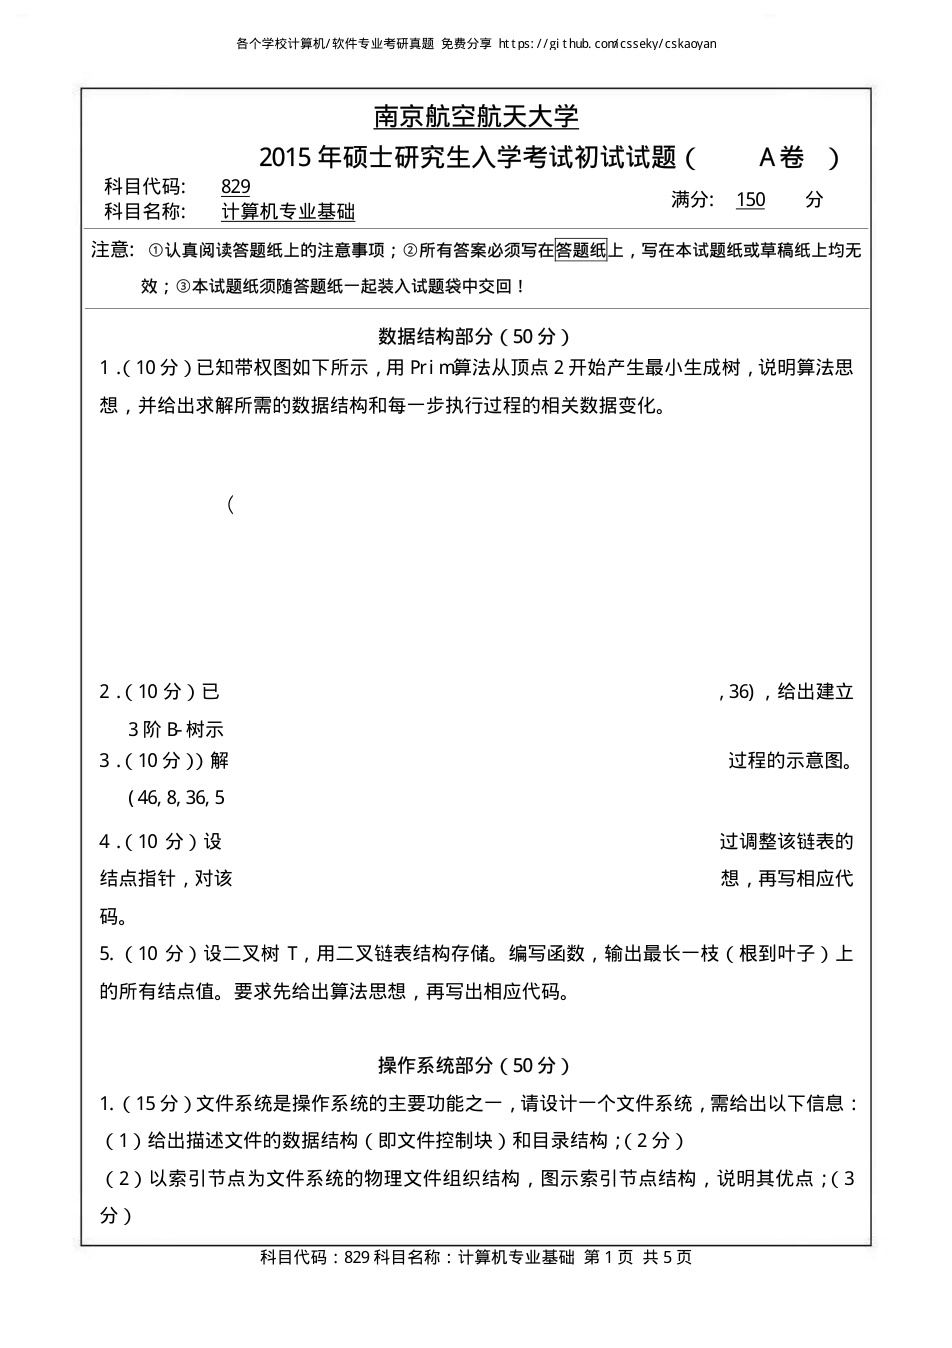 各个学校计算机/软件专业考研真题 免费分享 https://github.com/csseky/cskaoyan
南京航空航天大学
2015 年硕士研究生入学考试初试试题（ A 卷 ）
科目代码: 829
满分: 150 分
科目名称: 计算机专业基础
注意: ①认真阅读答题纸上的注意事项；②所有答案必须写在答题纸上，写在本试题纸或草稿纸上均无
效；③本试题纸须随答题纸一起装入试题袋中交回！
数据结构部分（50 分）
1．（10 分）已知带权图如下所示，用 Prim算法从顶点 2 开始产生最小生成树，说明算法思
想，并给出求解所需的数据结构和每一步执行过程的相关数据变化。
（
2．（10 分）已 , 36)，给出建立
3 阶 B-树示
3．（10 分））解 过程的示意图。
(46, 8, 36, 5
4．（10 分）设 过调整该链表的
结点指针，对该 想，再写相应代
码。
5. （10 分）设二叉树 T，用二叉链表结构存储。编写函数，输出最长一枝（根到叶子）上
的所有结点值。要求先给出算法思想，再写出相应代码。
操作系统部分（50 分）
1.（15 分）文件系统是操作系统的主要功能之一，请设计一个文件系统，需给出以下信息：
（1）给出描述文件的数据结构（即文件控制块）和目录结构；（2 分）
（2）以索引节点为文件系统的物理文件组织结构，图示索引节点结构，说明其优点；（3
分）
科目代码：829 科目名称：计算机专业基础 第 1 页 共 5 页